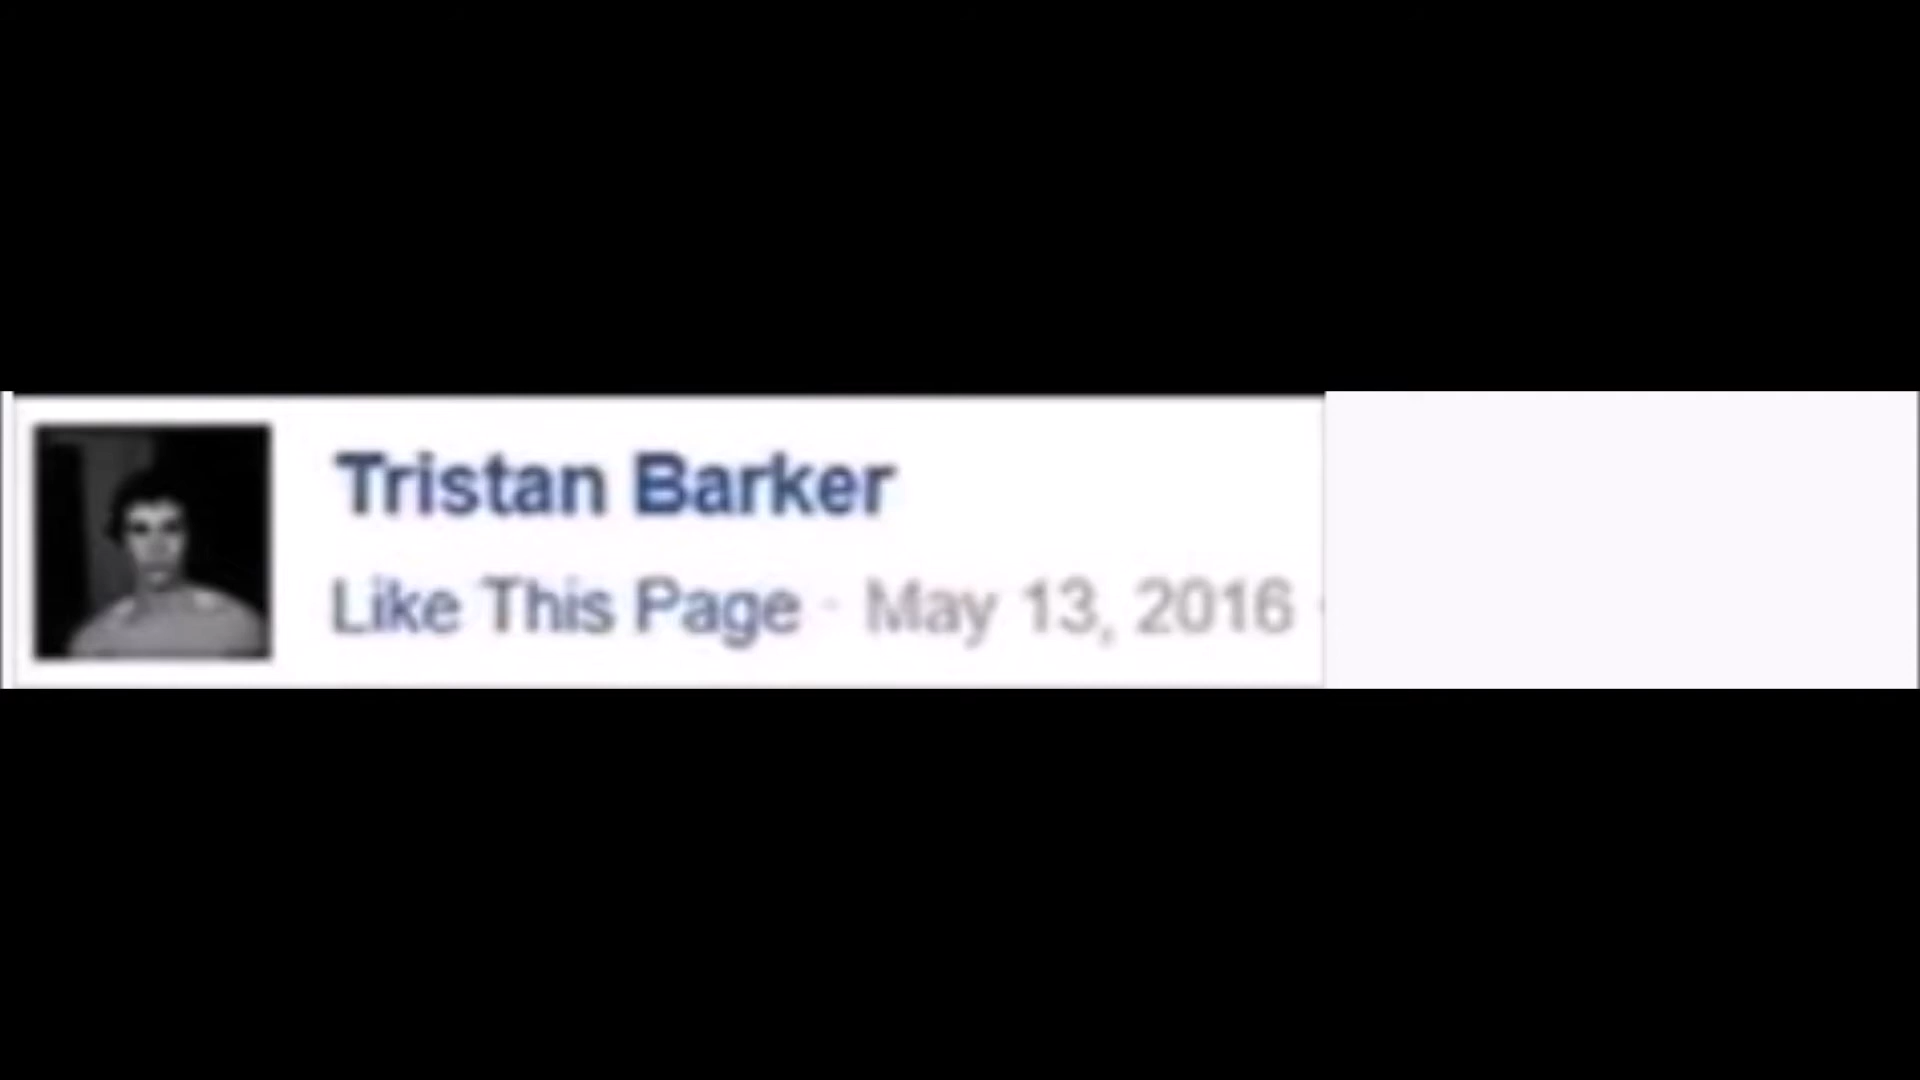 Tristan Barker
Like This Page · May 13, 2016 ·